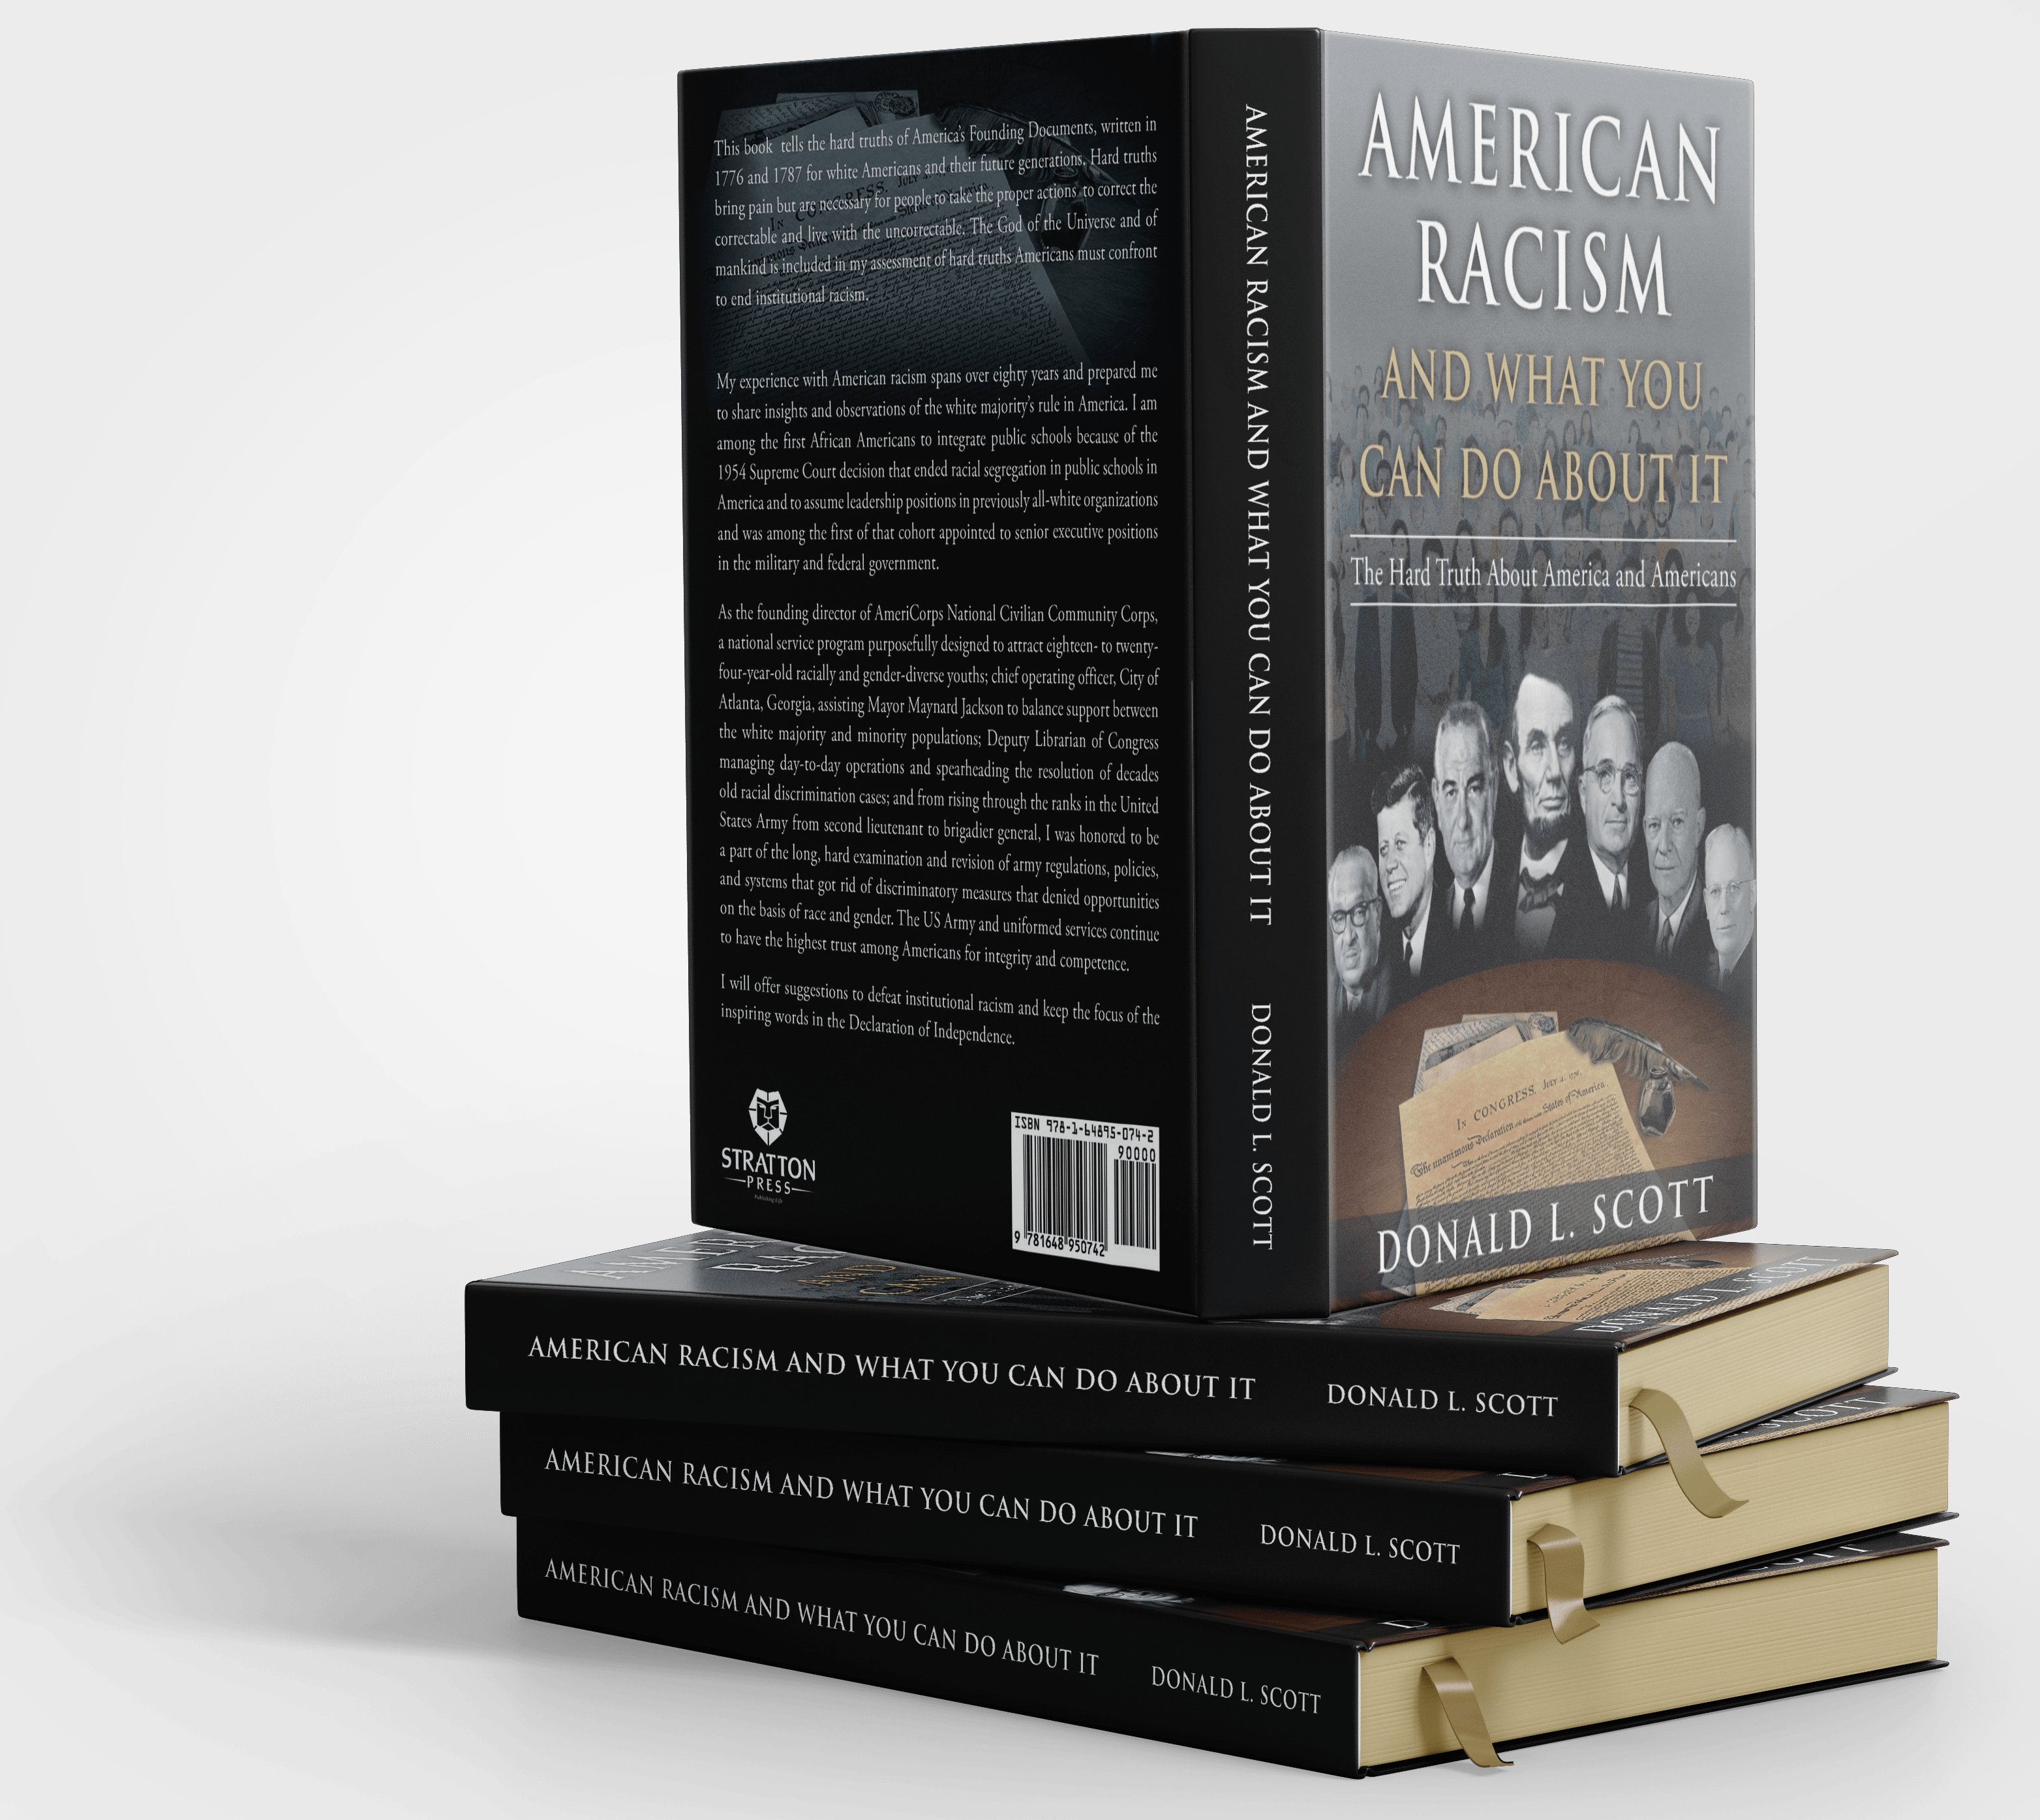 This book tells the hard truths of America's Founding Documents, written in
1776 and 1787 for white Americans and their future generations. Hard truths
bring pain but are necessary for people to take the proper actions to correct the
correctable and live with the uncorrectable. The God of the Universe and of
mankind is included in my assessment of hard truths Americans must confront
to end institutional racism.
My experience with American racism spans over eighty years and prepared me
to share insights and observations of the white majority's rule in America. I am
among the first African Americans to integrate public schools because of the
1954 Supreme Court decision that ended racial segregation in public schools in
America and to assume leadership positions in previously all-white organizations
and was among the first of that cohort appointed to senior executive positions
in the military and federal government.
As the founding director of AmeriCorps National Civilian Community Corps,
a national service program purposefully designed to attract eighteen- to twenty-
four-year-old racially and gender-diverse youths; chief operating officer, City of
Atlanta, Georgia, assisting Mayor Maynard Jackson to balance support between
the white majority and minority populations; Deputy Librarian of Congress
managing day-to-day operations and spearheading the resolution of decades
old racial discrimination cases; and from rising through the ranks in the United
States Army from second lieutenant to brigadier general, I was honored to be
a part of the long, hard examination and revision of army regulations, policies,
and systems that got rid of discriminatory measures that denied opportunities
on the basis of race and gender. The US Army and uniformed services continue
to have the highest trust among Americans for integrity and competence.
I will offer suggestions to defeat institutional racism and keep the focus of the
inspiring words in the Declaration of Independence.
STRATTON
PRESS
Publishing Life
ISBN 978-1-64895-074-2
90000
9 781648 950742
AMERICAN RACISM AND WHAT YOU CAN DO ABOUT IT DONALD L. SCOTT
AMERICAN
RACISM
AND WHAT YOU
CAN DO ABOUT IT
The Hard Truth About America and Americans
IN CONGRESS, JULY 4, 1776.
The unanimous Declaration of the thirteen united States of America.
DONALD L. SCOTT
DONALD L. SCOTT
AMERICAN RACISM AND WHAT YOU CAN DO ABOUT IT DONALD L. SCOTT
AMERICAN RACISM AND WHAT YOU CAN DO ABOUT IT DONALD L. SCOTT
AMERICAN RACISM AND WHAT YOU CAN DO ABOUT IT DONALD L. SCOTT